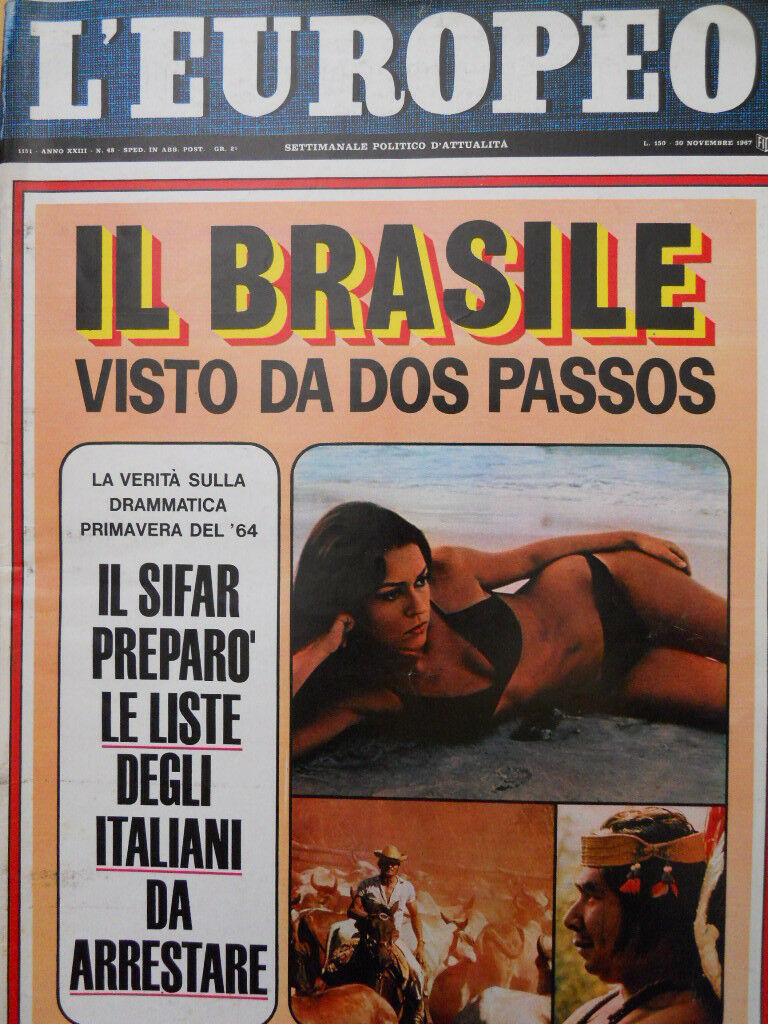 L'EUROPEO
1151 - ANNO XXIII - N. 48 - SPED. IN ABB. POST. - GR. 2°
SETTIMANALE POLITICO D'ATTUALITÀ
L. 150 - 30 NOVEMBRE 1967
IL BRASILE
VISTO DA DOS PASSOS
LA VERITÀ SULLA
DRAMMATICA
PRIMAVERA DEL '64
IL SIFAR
PREPARO'
LE LISTE
DEGLI
ITALIANI
DA
ARRESTARE